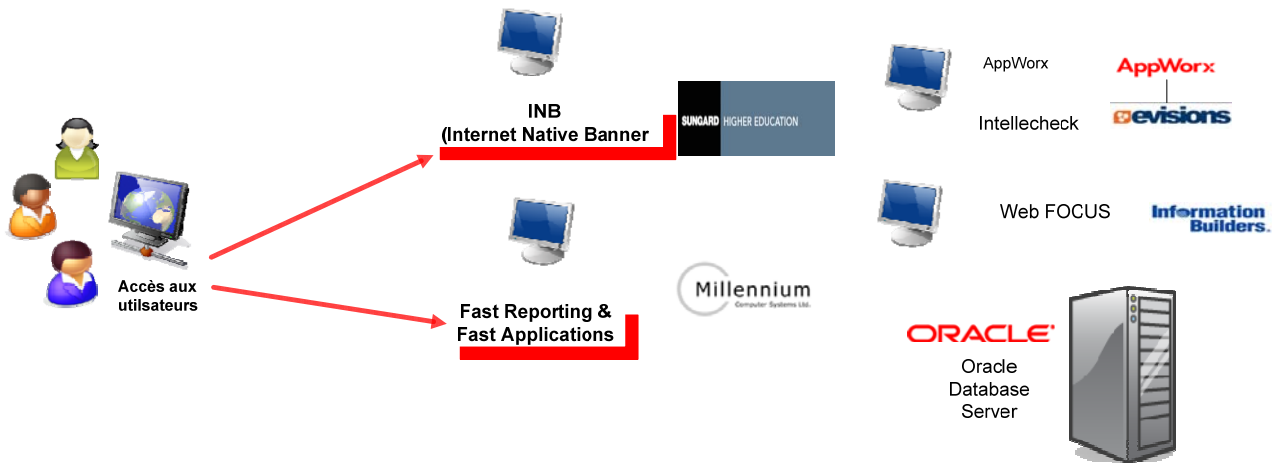 INB
(Internet Native Banner
SUNGARD HIGHER EDUCATION
AppWorx
AppWorx
Intellecheck
evisions
Web FOCUS
Information
Builders.
Accès aux
utilsateurs
Fast Reporting &
Fast Applications
Millennium
Computer Systems Ltd.
ORACLE
Oracle
Database
Server